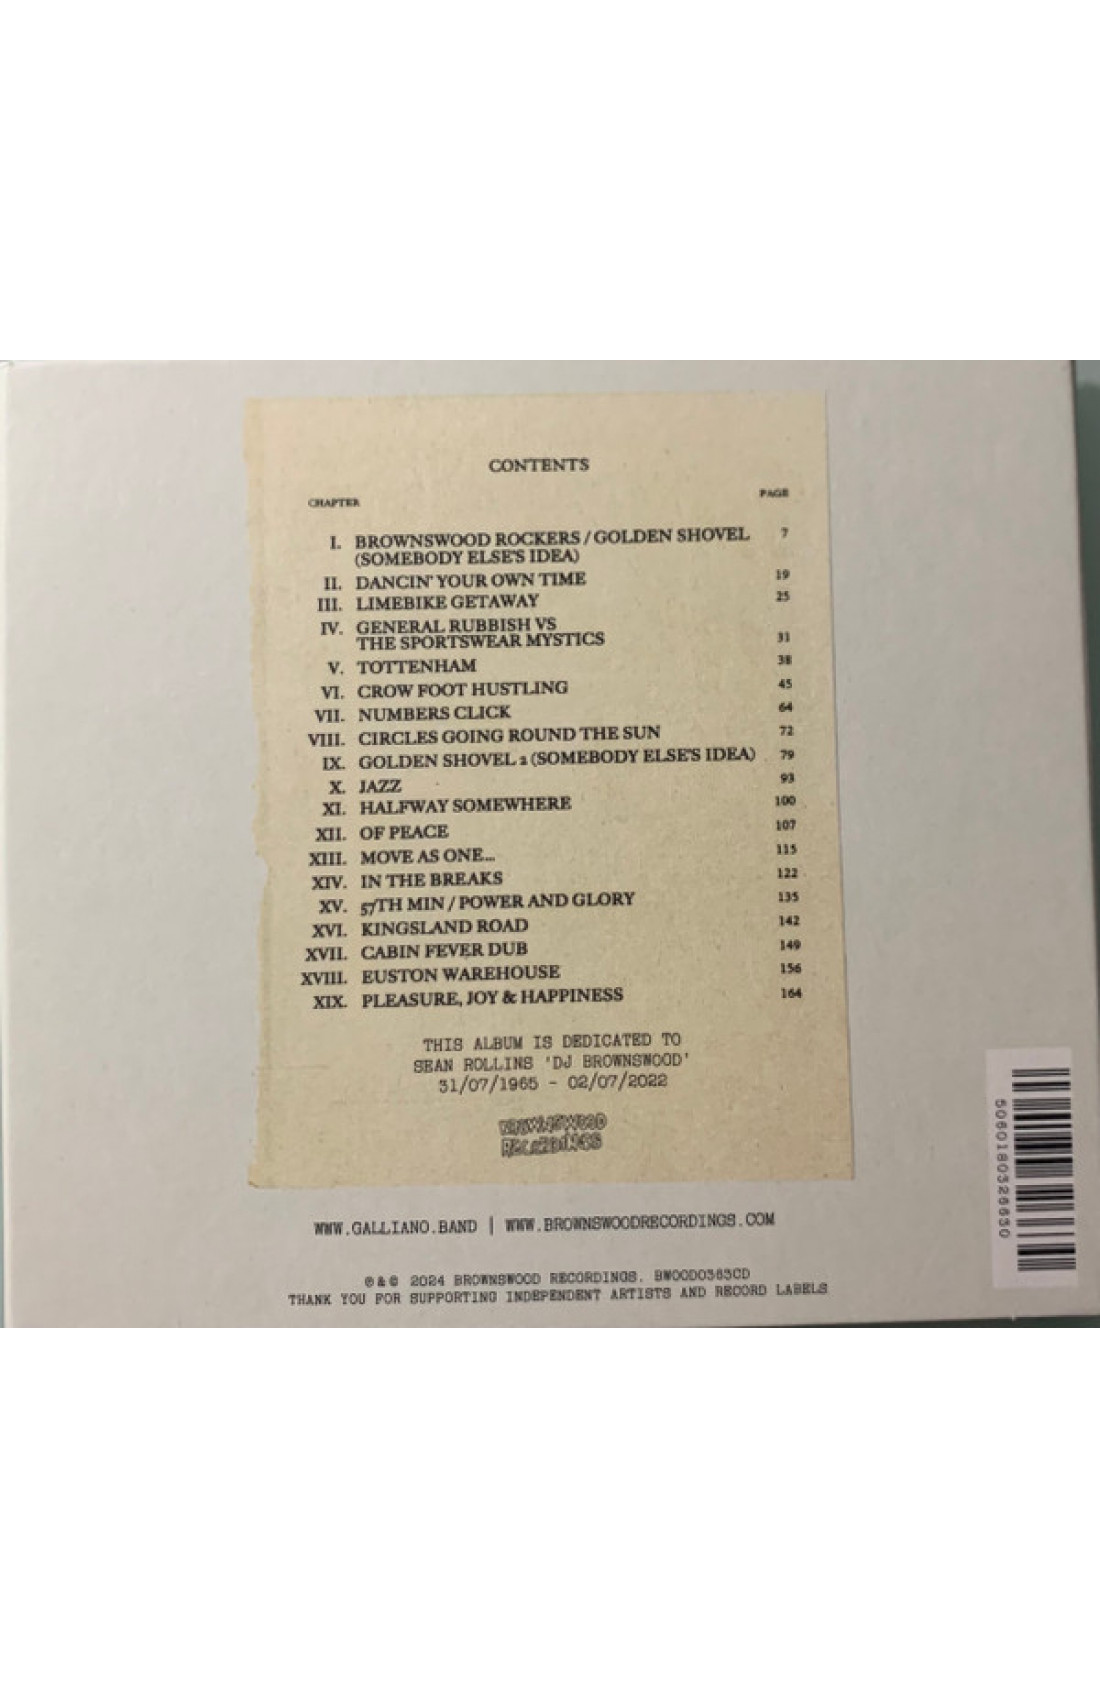 CONTENTS
CHAPTER PAGE
I. BROWNSWOOD ROCKERS / GOLDEN SHOVEL 7
(SOMEBODY ELSE'S IDEA)
II. DANCIN' YOUR OWN TIME 19
III. LIMEBIKE GETAWAY 25
IV. GENERAL RUBBISH VS
THE SPORTSWEAR MYSTICS 31
V. TOTTENHAM 38
VI. CROW FOOT HUSTLING 45
VII. NUMBERS CLICK 64
VIII. CIRCLES GOING ROUND THE SUN 72
IX. GOLDEN SHOVEL 2 (SOMEBODY ELSE'S IDEA) 79
X. JAZZ 93
XI. HALFWAY SOMEWHERE 100
XII. OF PEACE 107
XIII. MOVE AS ONE... 115
XIV. IN THE BREAKS 122
XV. 57TH MIN / POWER AND GLORY 135
XVI. KINGSLAND ROAD 142
XVII. CABIN FEVER DUB 149
XVIII. EUSTON WAREHOUSE 156
XIX. PLEASURE, JOY & HAPPINESS 164
THIS ALBUM IS DEDICATED TO
SEAN ROLLINS 'DJ BROWNSWOOD'
31/07/1965 - 02/07/2022
BROWNSWOOD
RECORDINGS
WWW.GALLIANO.BAND | WWW.BROWNSWOODRECORDINGS.COM
℗ & © 2024 BROWNSWOOD RECORDINGS. BWOOD0363CD
THANK YOU FOR SUPPORTING INDEPENDENT ARTISTS AND RECORD LABELS
5060180326630